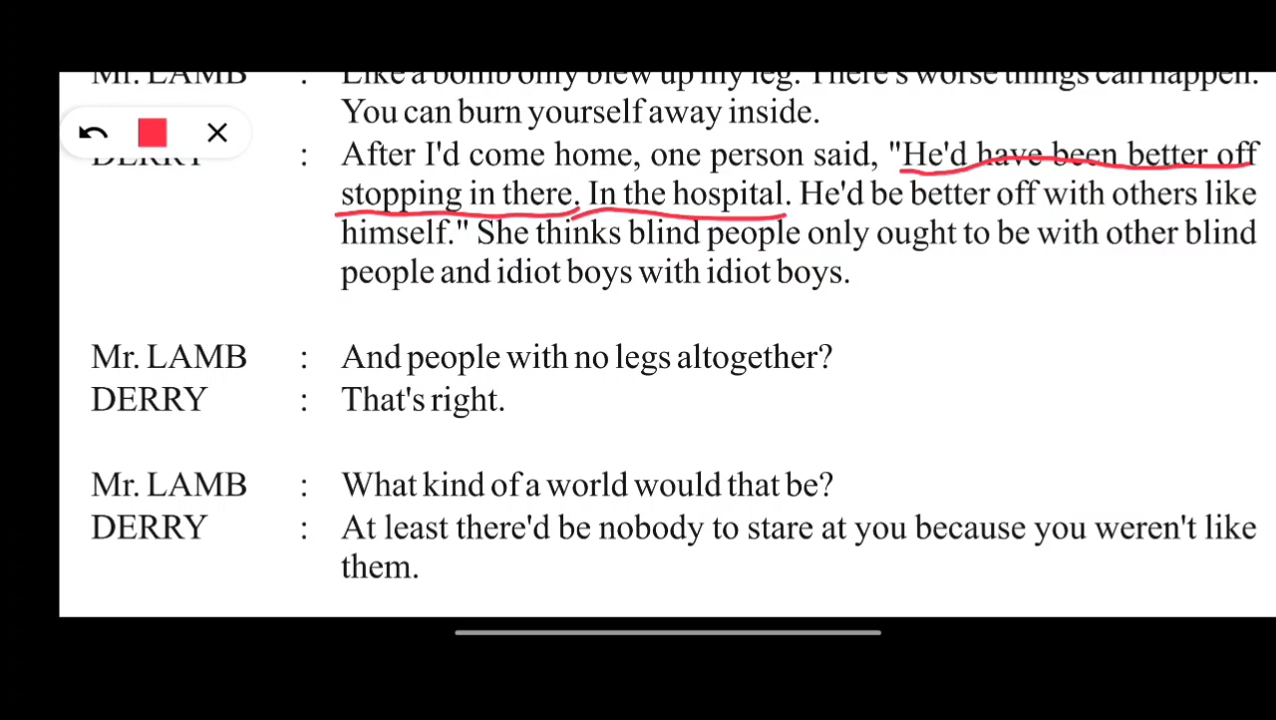 Mr. LAMB : Like a bomb only blew up my leg. There's worse things can happen.
You can burn yourself away inside.
DERRY : After I'd come home, one person said, "He'd have been better off
stopping in there. In the hospital. He'd be better off with others like
himself." She thinks blind people only ought to be with other blind
people and idiot boys with idiot boys.
Mr. LAMB : And people with no legs altogether?
DERRY : That's right.
Mr. LAMB : What kind of a world would that be?
DERRY : At least there'd be nobody to stare at you because you weren't like
them.